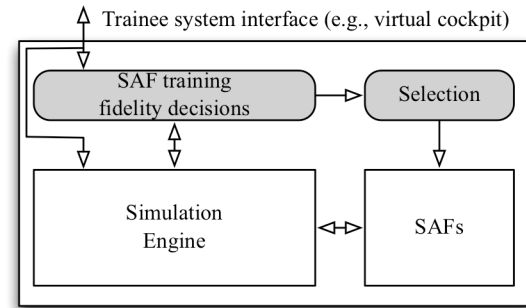 Trainee system interface (e.g., virtual cockpit)
SAF training
fidelity decisions
Selection
Simulation
Engine
SAFs